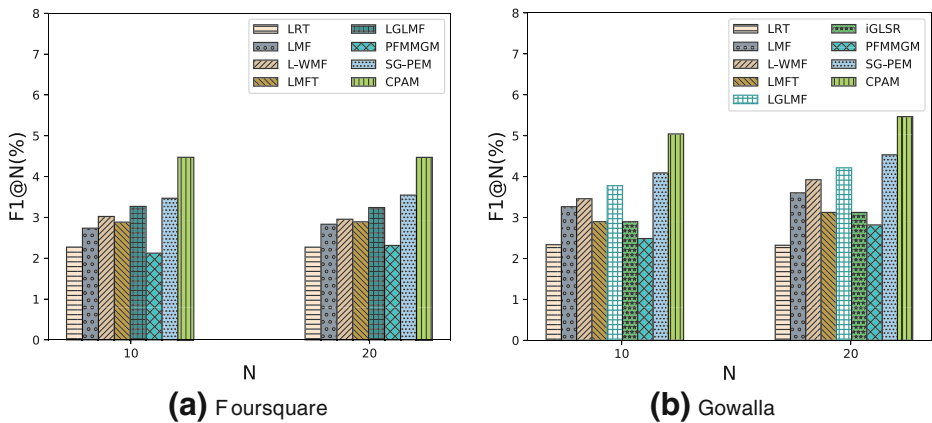 F1@N(%)
8
7
6
5
4
3
2
1
0
LRT
LMF
L-WMF
LMFT
LGLMF
PFMMGM
SG-PEM
CPAM
10
20
N
(a) Foursquare
F1@N(%)
8
7
6
5
4
3
2
1
0
LRT
LMF
L-WMF
LMFT
LGLMF
iGLSR
PFMMGM
SG-PEM
CPAM
10
20
N
(b) Gowalla